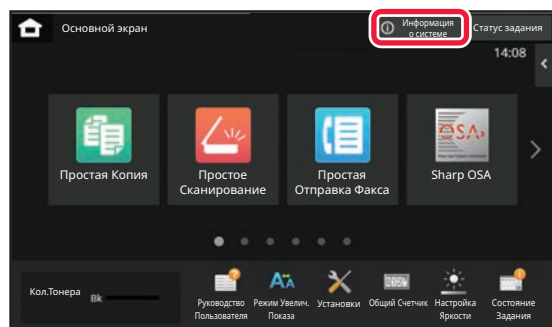 Основной экран
Информация
о системе
Статус задания
14:08
Простая Копия
Простое
Сканирование
Простая
Отправка Факса
OSA
Sharp OSA
Кол.Тонера
Bk
Руководство
Пользователя
Режим Увелич.
Показа
Установки
Общий Счетчик
Настройка
Яркости
Состояние
Задания